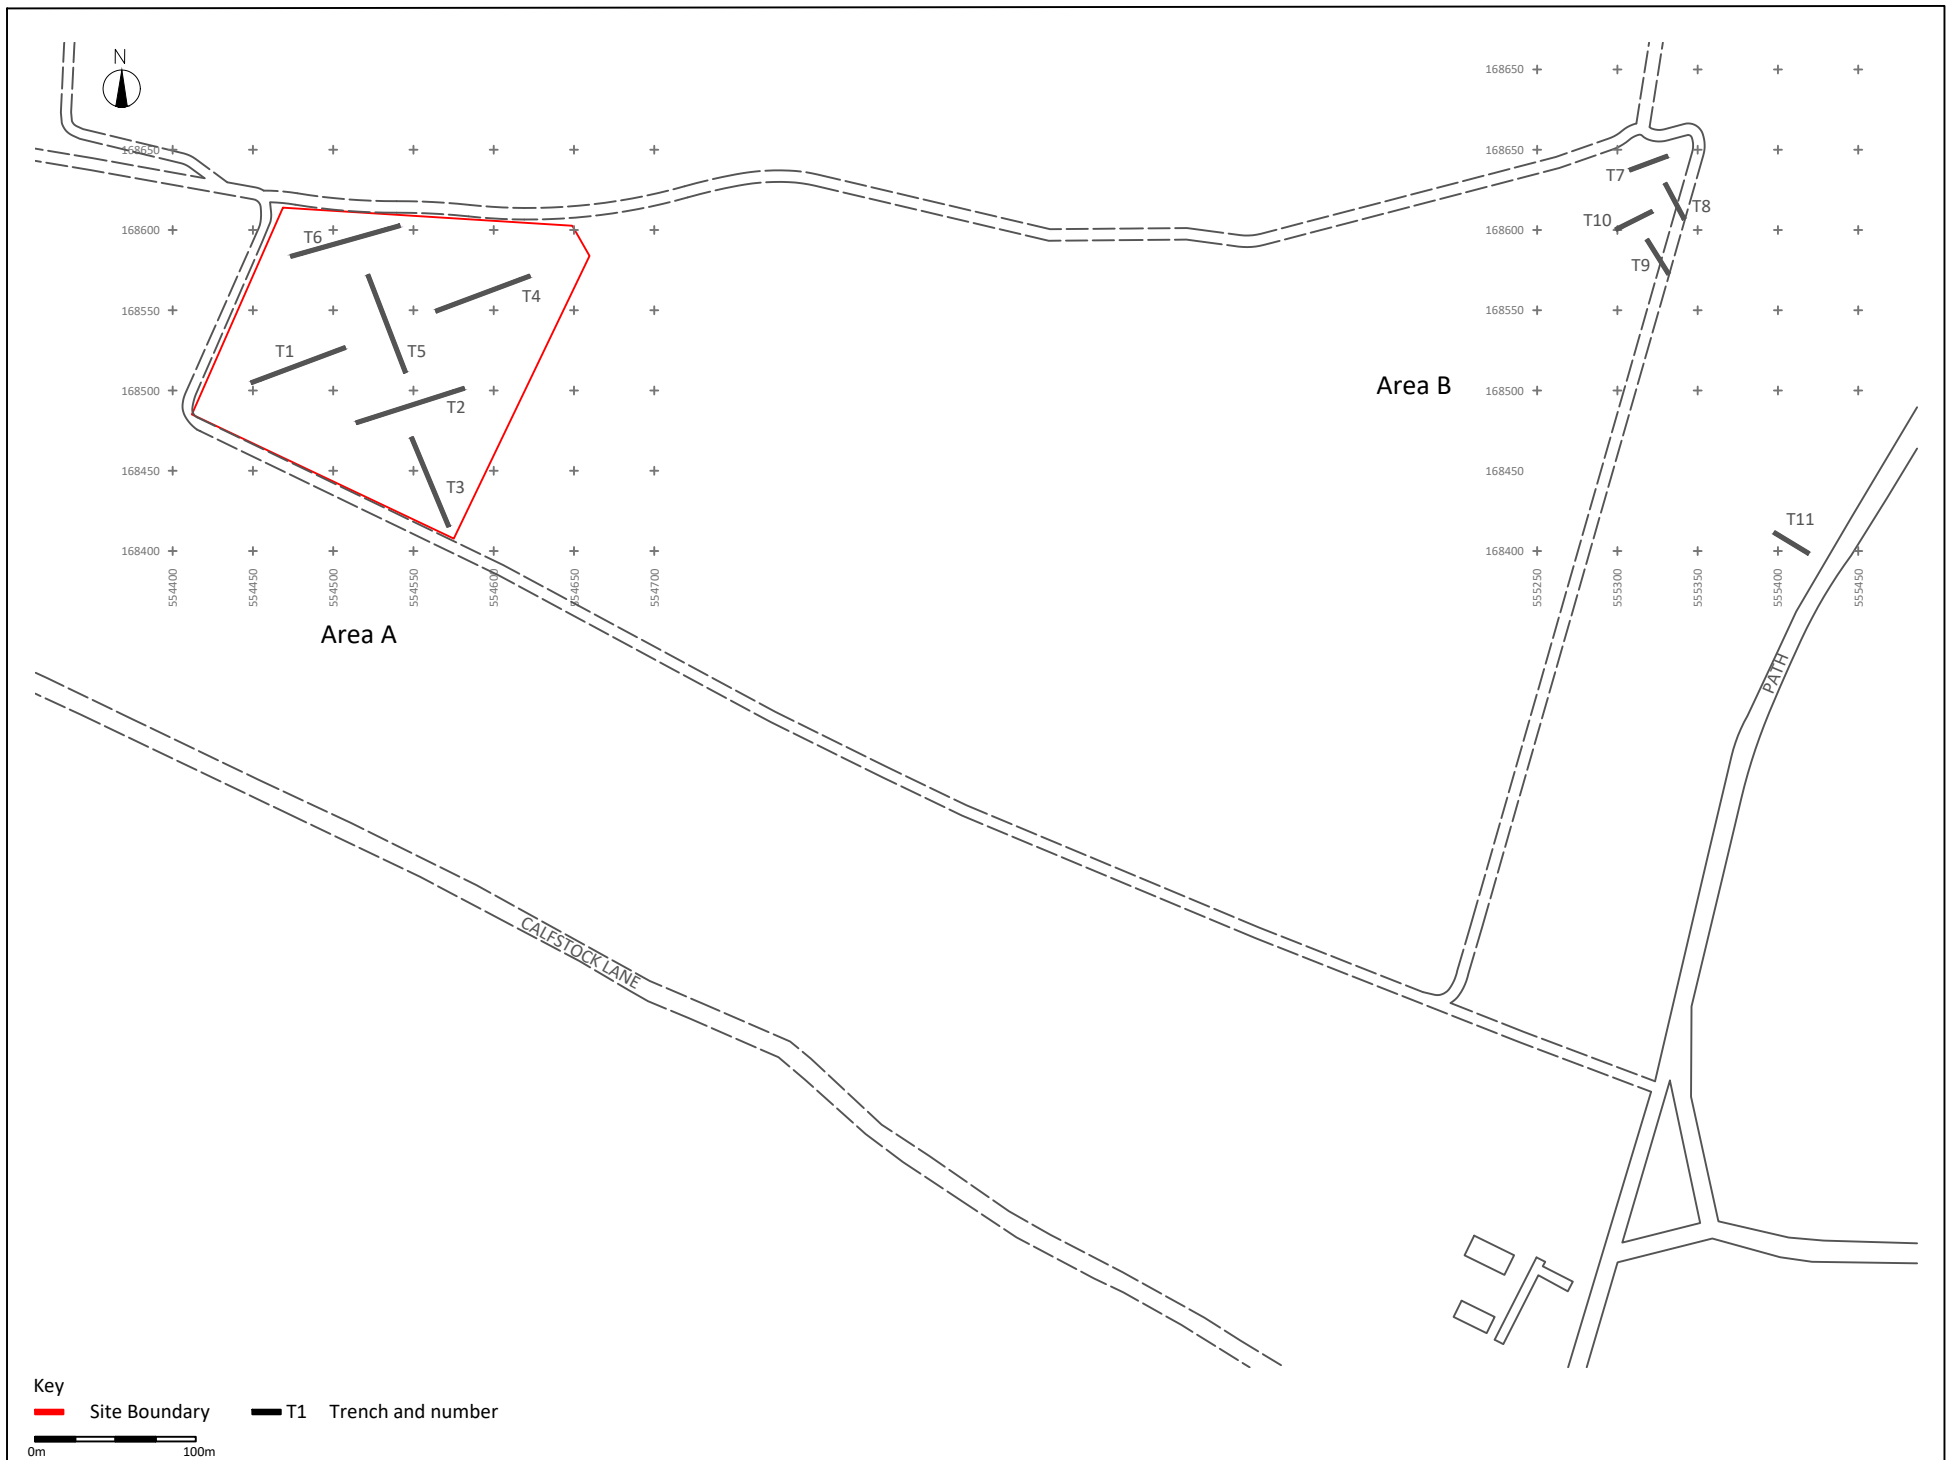 N
168650
168650
168650
168600
168550
168500
168450
168400
554400
554450
554500
554550
554600
554650
554700
T6
T4
T1
T5
T2
T3
Area A
168650
168600
168550
168500
168450
168400
555250
555300
555350
555400
555450
T7
T8
T10
T9
Area B
T11
PATH
CALFSTOCK LANE
Key
Site Boundary
T1 Trench and number
0m 100m